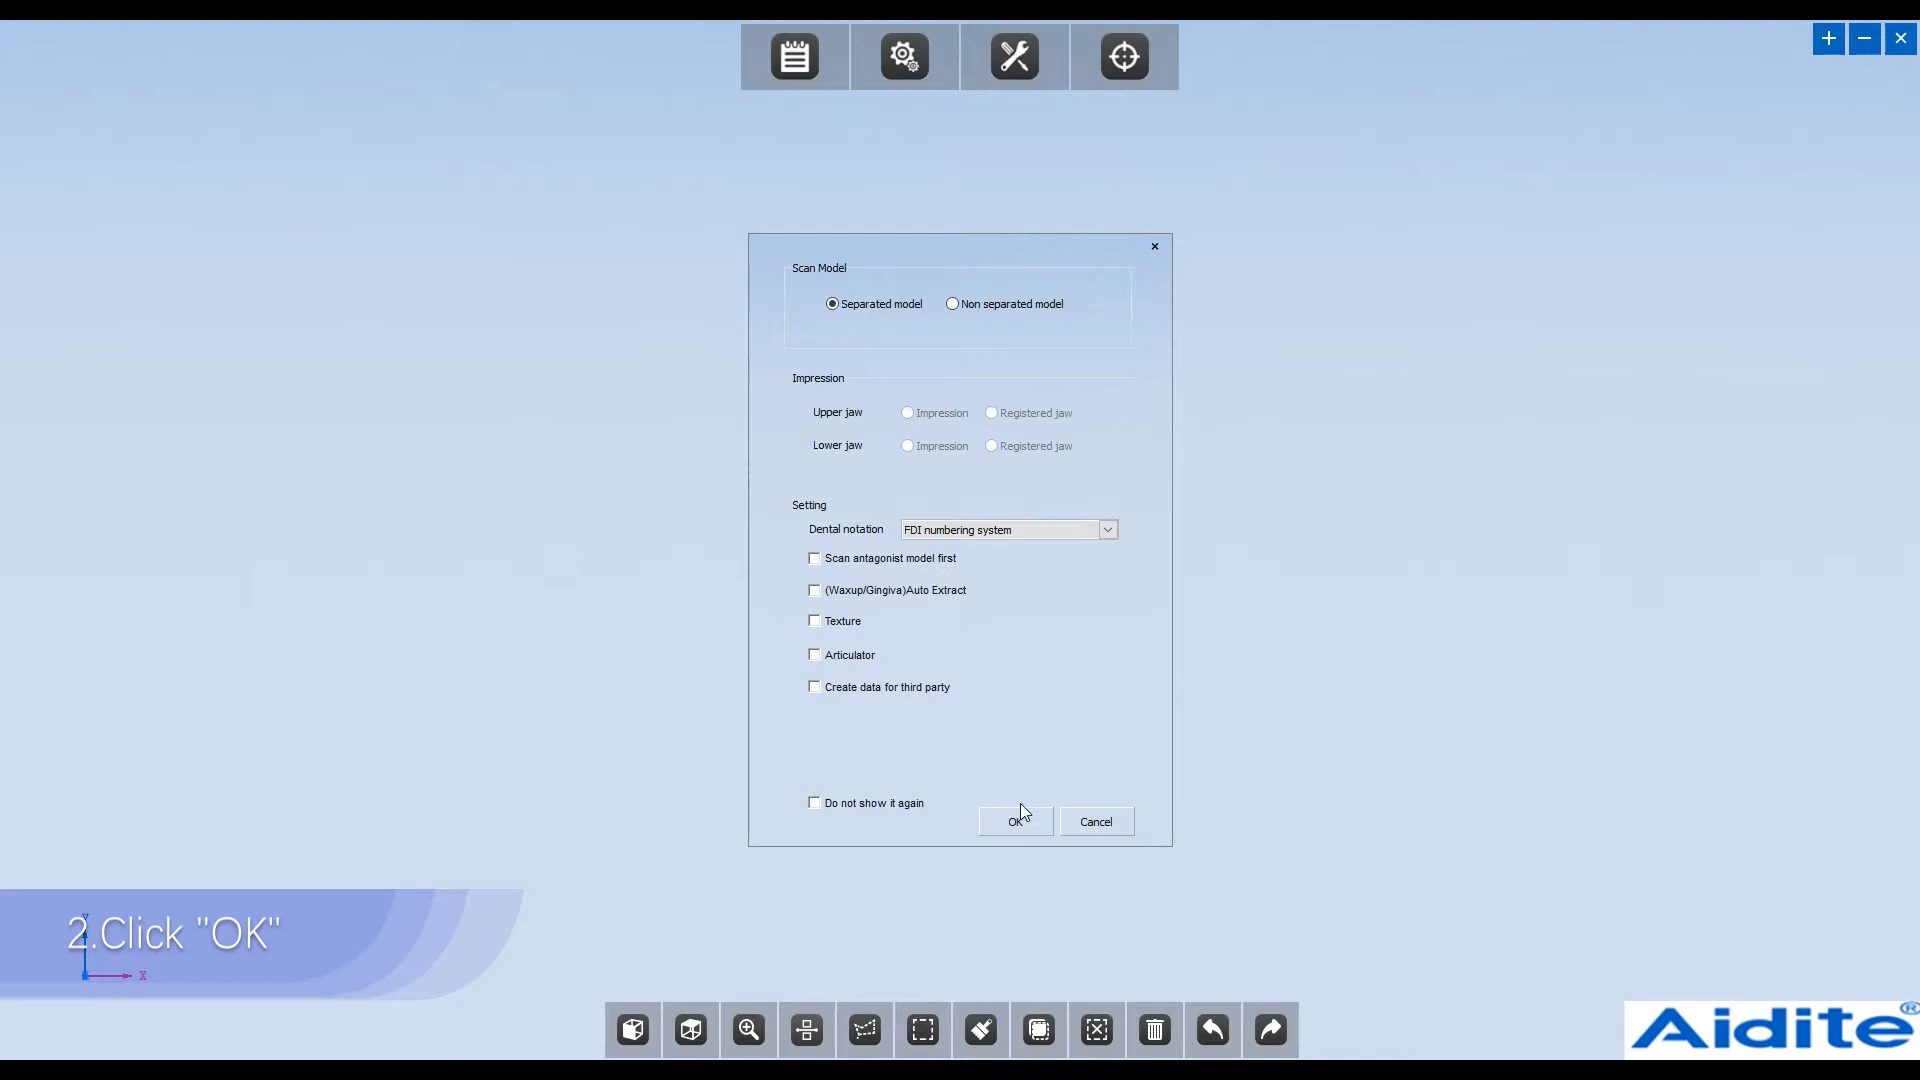 Scan Model
Separated model Non separated model
Impression
Upper jaw Impression Registered jaw
Lower jaw Impression Registered jaw
Setting
Dental notation FDI numbering system
Scan antagonist model first
(Waxup/Gingiva)Auto Extract
Texture
Articulator
Create data for third party
Do not show it again
OK Cancel
2.Click "OK"
X
Aidite®